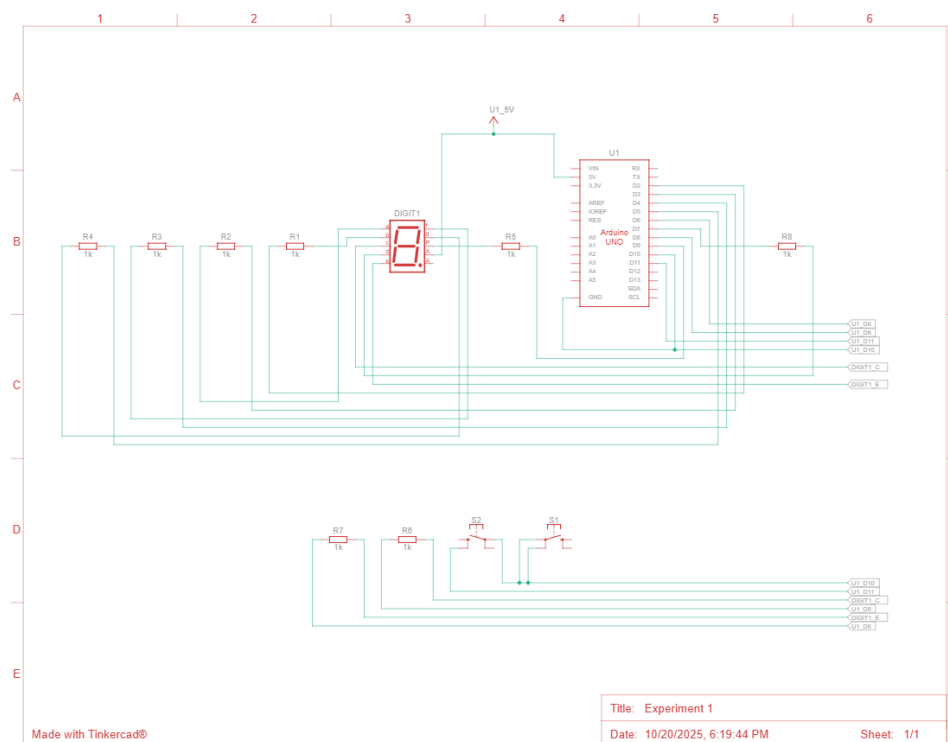 1 2 3 4 5 6
A
U1_5V
U1
VIN RX
5V TX
3.3V D2
D3
AREF D4
IOREF D5
RES D6
D7
A0 D8
A1 D9
A2 D10
A3 D11
A4 D12
A5 D13
SDA
GND SCL
Arduino
UNO
DIGIT1
B
R4 R3 R2 R1 R5 R8
1k 1k 1k 1k 1k 1k
U1_D6
U1_D8
U1_D11
U1_D10
C
DIGIT1_C
DIGIT1_E
D
R7 R6 S2 S1
1k 1k
U1_D10
U1_D11
DIGIT1_C
U1_D8
DIGIT1_E
U1_D6
E
Title: Experiment 1
Made with Tinkercad®
Date: 10/20/2025, 6:19:44 PM Sheet: 1/1